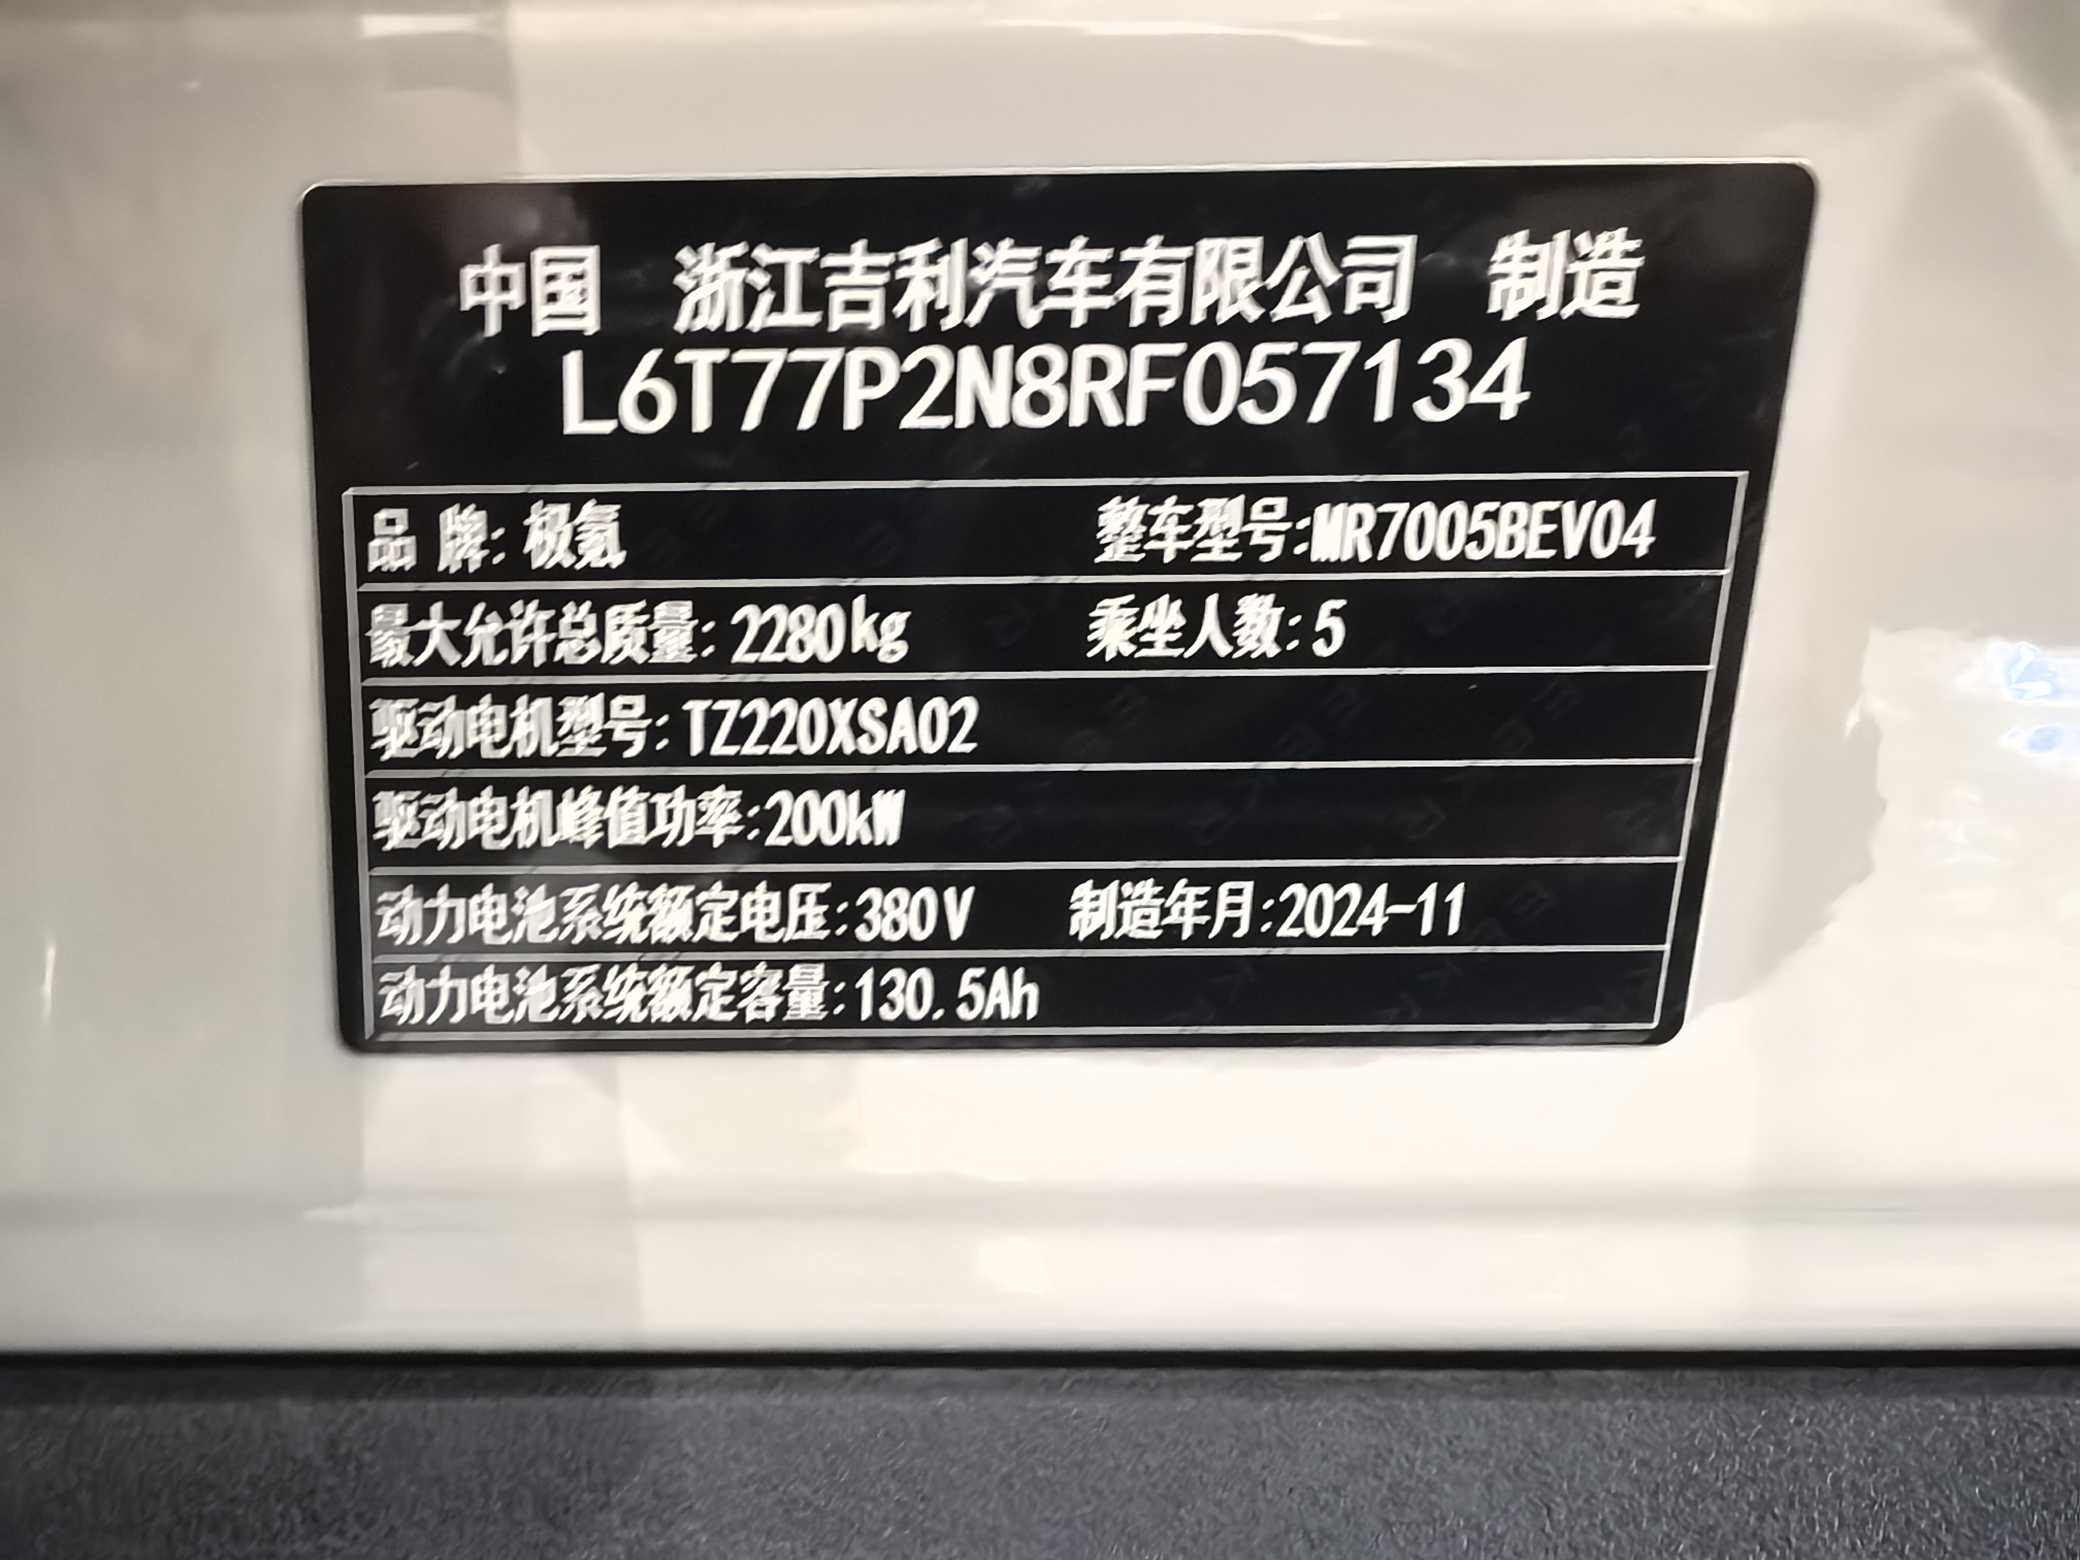 中国 浙江吉利汽车有限公司 制造
L6T77P2N8RF057134
品 牌: 极氪 整车型号:MR7005BEV04
最大允许总质量: 2280kg 乘坐人数: 5
驱动电机型号: TZ220XSA02
驱动电机峰值功率:200kW
动力电池系统额定电压:380V 制造年月:2024-11
动力电池系统额定容量:130.5Ah